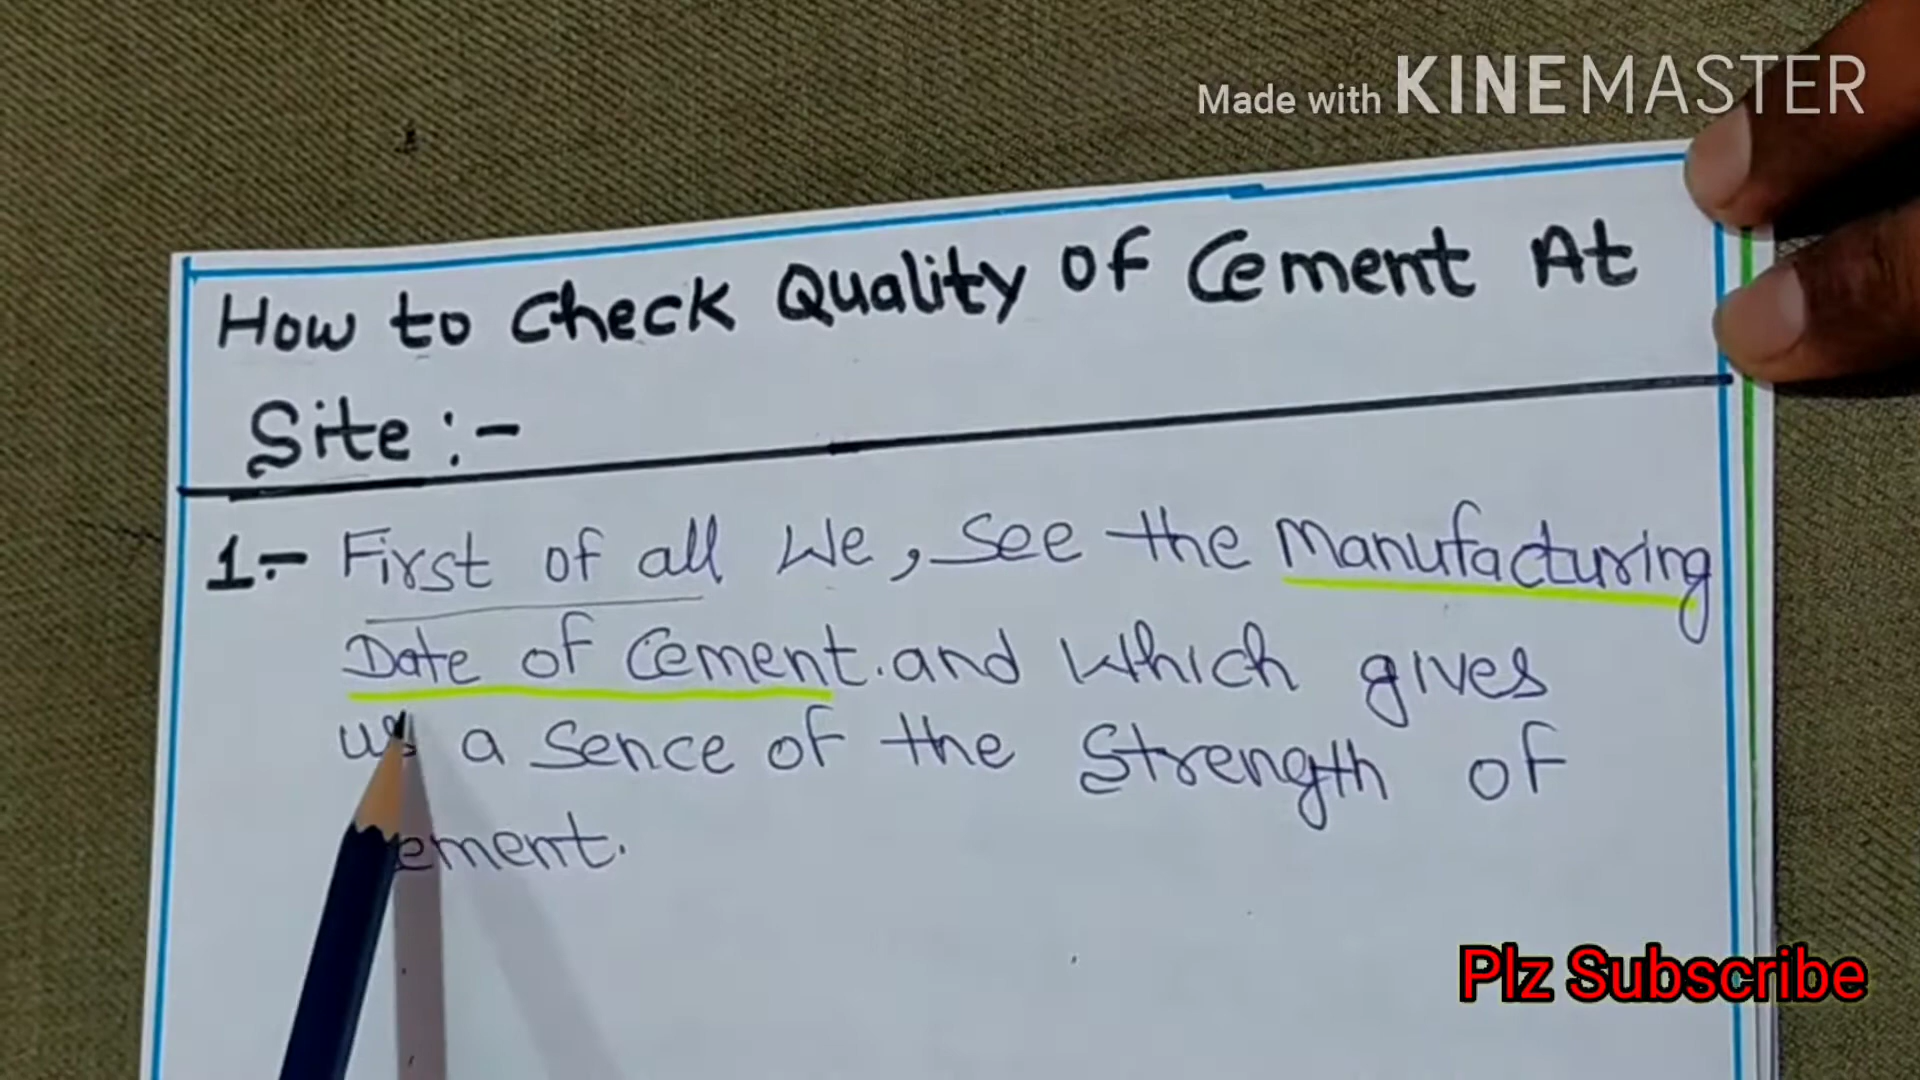 Made with KINEMASTER
How to check Quality of Cement At
Site :-
1.- First of all We, See the Manufacturing
Date of Cement. and Which gives
us a Sence of the Strength of
ement.
Plz Subscribe